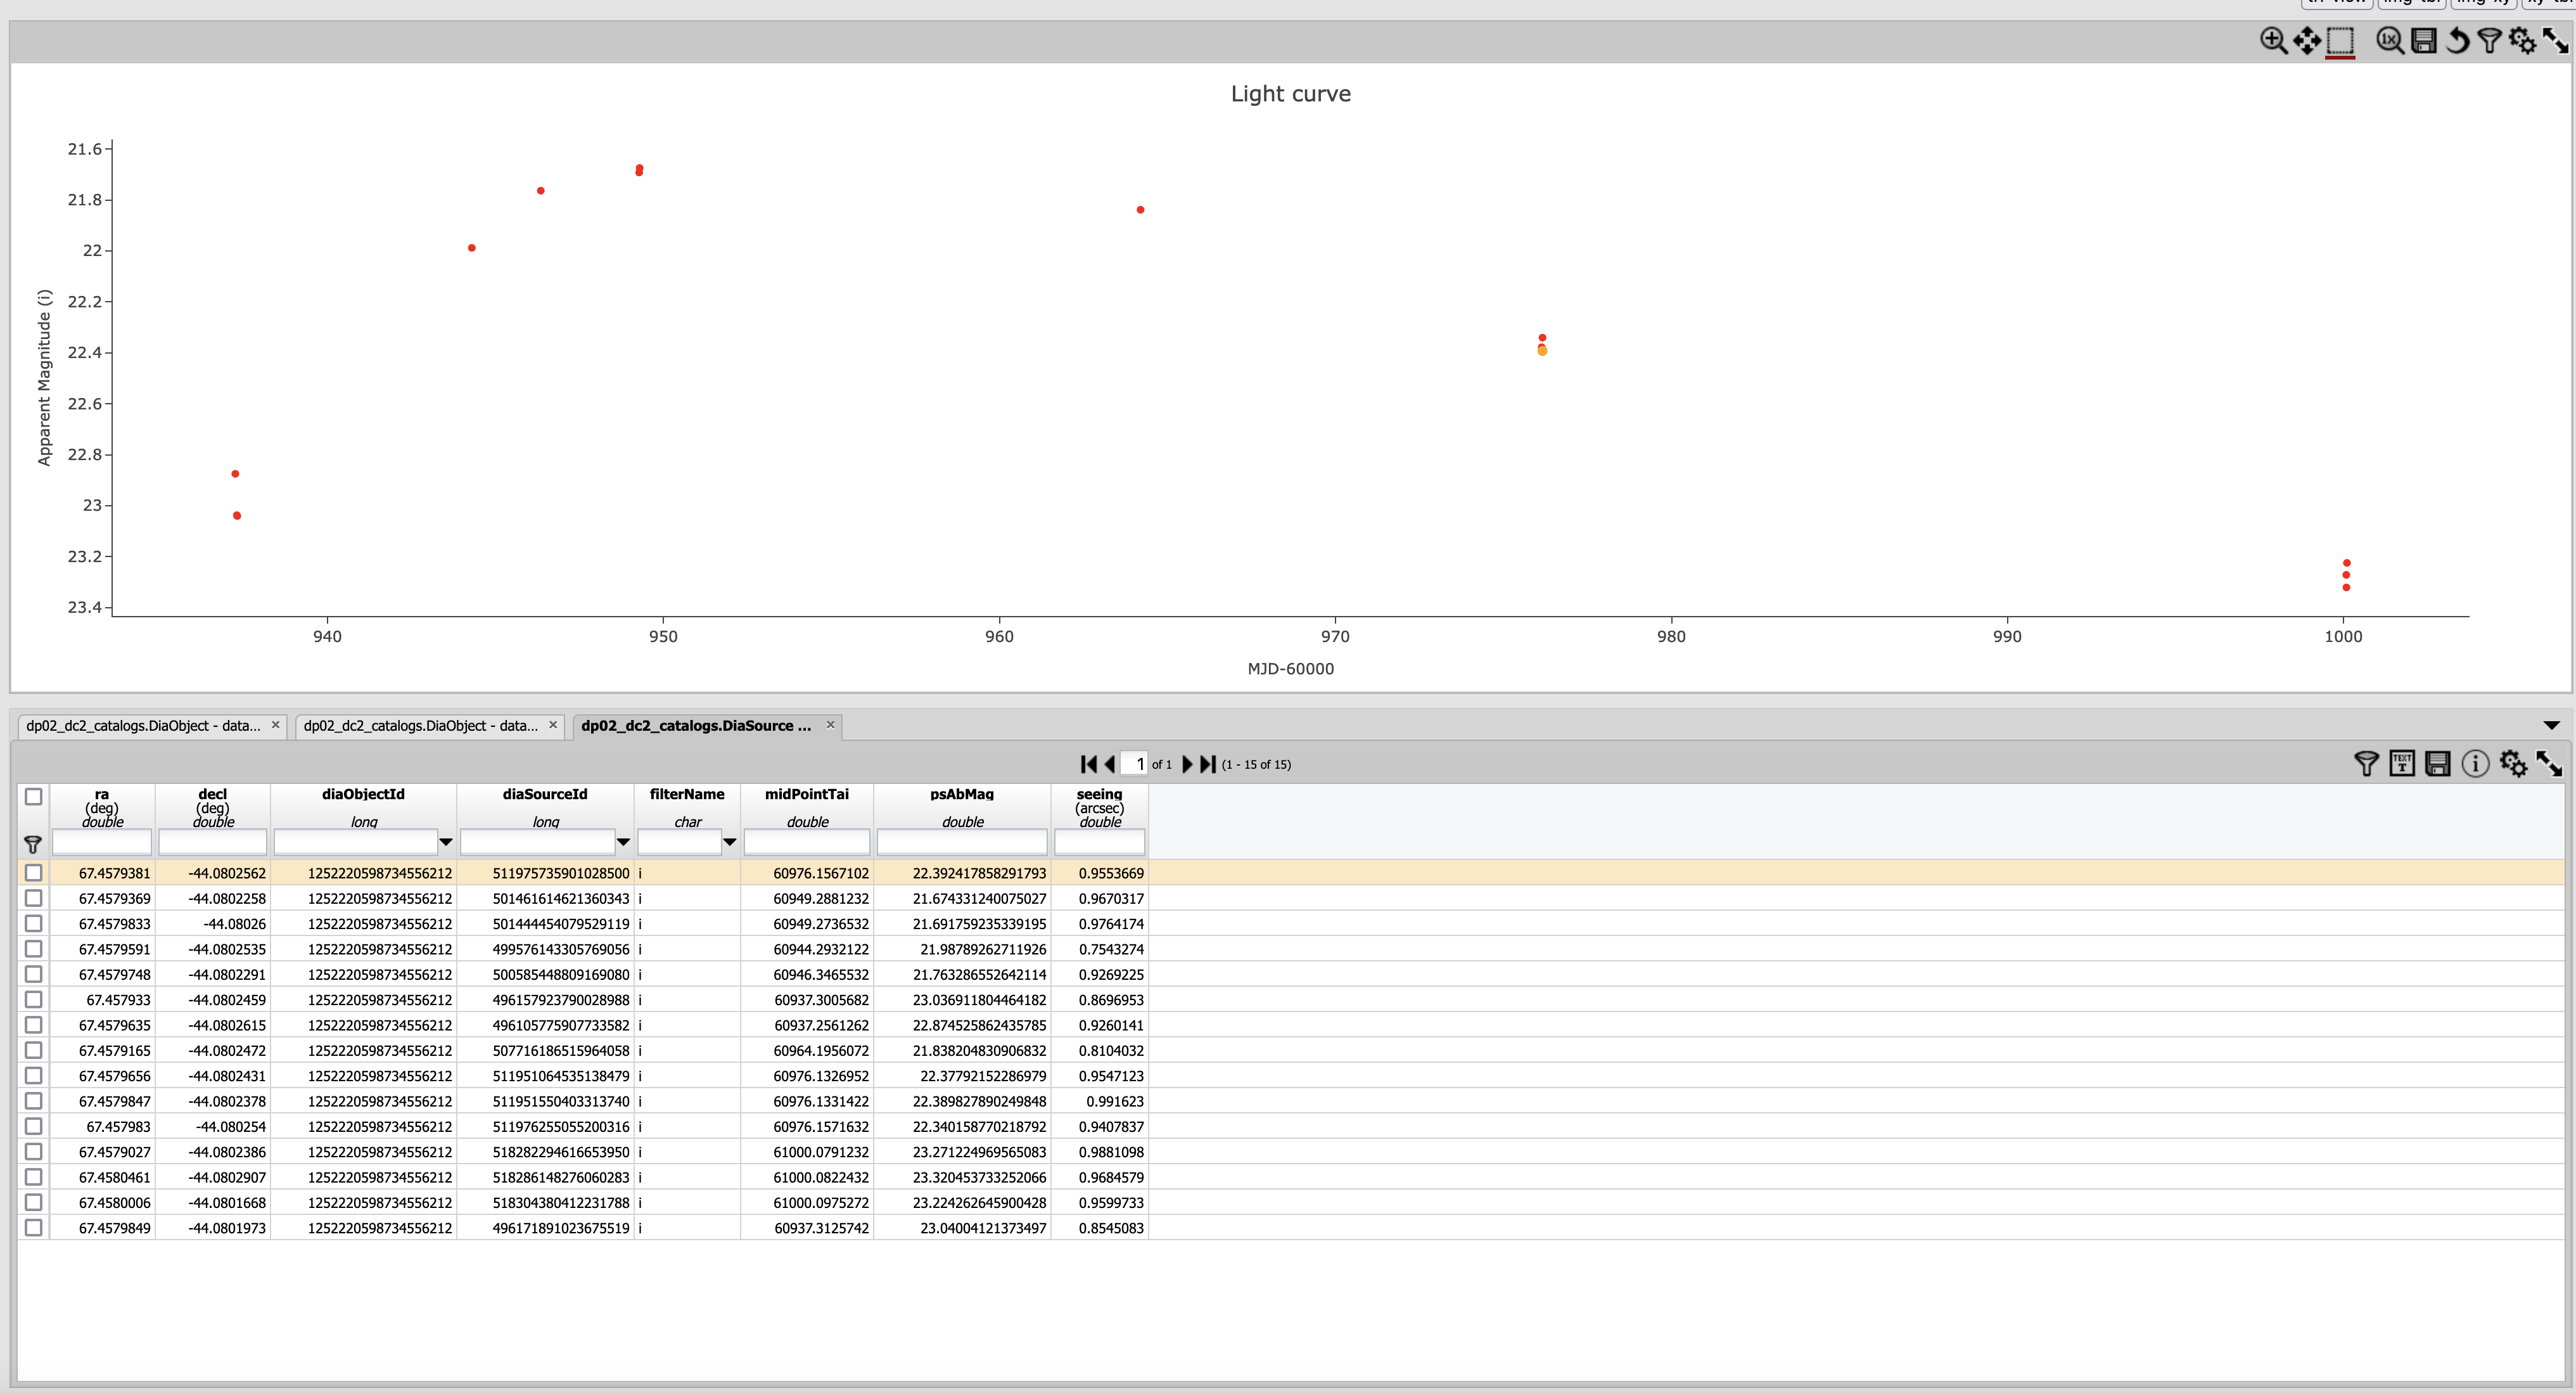 Light curve
21.6
21.8
22
22.2
22.4
22.6
22.8
23
23.2
23.4
Apparent Magnitude (i)
940 950 960 970 980 990 1000
MJD-60000
dp02_dc2_catalogs.DiaObject - data... × dp02_dc2_catalogs.DiaObject - data... × dp02_dc2_catalogs.DiaSource ... ×
1 of 1 (1 - 15 of 15)
ra decl diaObjectId diaSourceId filterName midPointTai psAbMag seeing
(deg) (deg) (arcsec)
double double long long char double double double
67.4579381 -44.0802562 1252220598734556212 511975735901028500 i 60976.1567102 22.392417858291793 0.9553669
67.4579369 -44.0802258 1252220598734556212 501461614621360343 i 60949.2881232 21.674331240075027 0.9670317
67.4579833 -44.08026 1252220598734556212 501444454079529119 i 60949.2736532 21.691759235339195 0.9764174
67.4579591 -44.0802535 1252220598734556212 499576143305769056 i 60944.2932122 21.98789262711926 0.7543274
67.4579748 -44.0802291 1252220598734556212 500585448809169080 i 60946.3465532 21.763286552642114 0.9269225
67.457933 -44.0802459 1252220598734556212 496157923790028988 i 60937.3005682 23.036911804464182 0.8696953
67.4579635 -44.0802615 1252220598734556212 496105775907733582 i 60937.2561262 22.874525862435785 0.9260141
67.4579165 -44.0802472 1252220598734556212 507716186515964058 i 60964.1956072 21.838204830906832 0.8104032
67.4579656 -44.0802431 1252220598734556212 511951064535138479 i 60976.1326952 22.37792152286979 0.9547123
67.4579847 -44.0802378 1252220598734556212 511951550403313740 i 60976.1331422 22.389827890249848 0.991623
67.457983 -44.080254 1252220598734556212 511976255055200316 i 60976.1571632 22.340158770218792 0.9407837
67.4579027 -44.0802386 1252220598734556212 518282294616653950 i 61000.0791232 23.271224969565083 0.9881098
67.4580461 -44.0802907 1252220598734556212 518286148276060283 i 61000.0822432 23.320453733252066 0.9684579
67.4580006 -44.0801668 1252220598734556212 518304380412231788 i 61000.0975272 23.224262645900428 0.9599733
67.4579849 -44.0801973 1252220598734556212 496171891023675519 i 60937.3125742 23.04004121373497 0.8545083